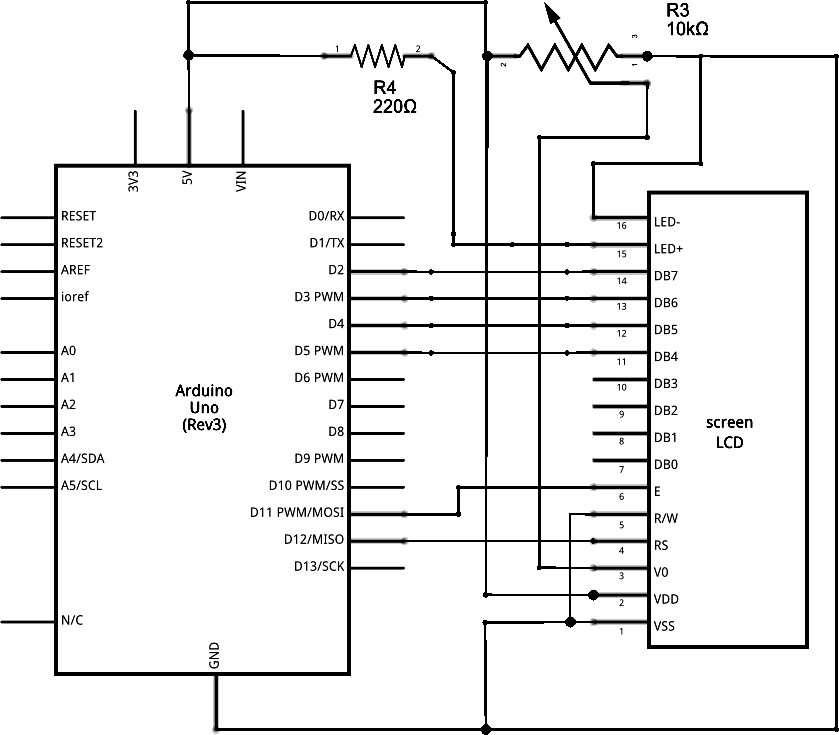 R3
10kΩ
3
1
2
2
1
R4
220Ω
3V3
5V
VIN
RESET
RESET2
AREF
ioref
A0
A1
A2
A3
A4/SDA
A5/SCL
N/C
D0/RX
D1/TX
D2
D3 PWM
D4
D5 PWM
D6 PWM
D7
D8
D9 PWM
D10 PWM/SS
D11 PWM/MOSI
D12/MISO
D13/SCK
Arduino
Uno
(Rev3)
GND
16 LED-
15 LED+
14 DB7
13 DB6
12 DB5
11 DB4
10 DB3
9 DB2
8 DB1
7 DB0
6 E
5 R/W
4 RS
3 V0
2 VDD
1 VSS
screen
LCD